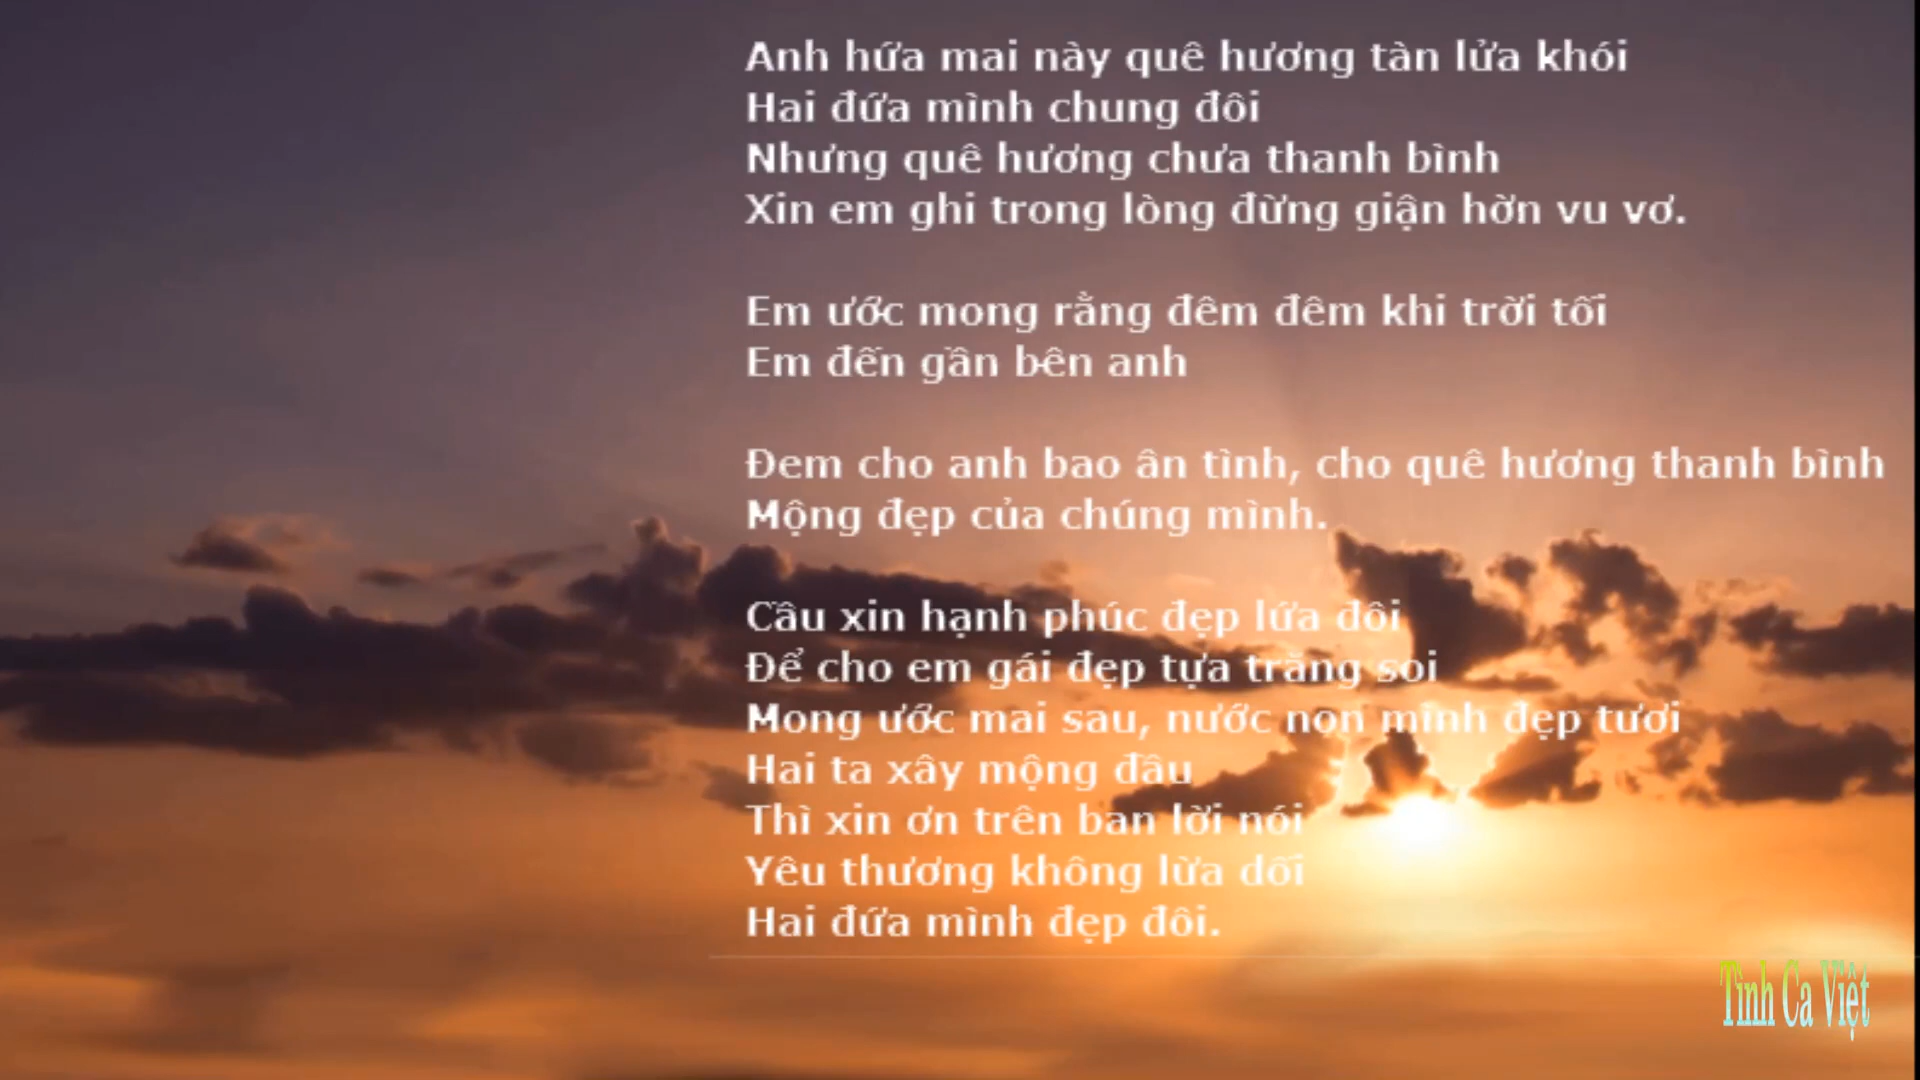 Anh hứa mai này quê hương tàn lửa khói
Hai đứa mình chung đôi
Nhưng quê hương chưa thanh bình
Xin em ghi trong lòng đừng giận hờn vu vơ.
Em ước mong rằng đêm đêm khi trời tối
Em đến gần bên anh
Đem cho anh bao ân tình, cho quê hương thanh bình
Mộng đẹp của chúng mình.
Cầu xin hạnh phúc đẹp lứa đôi
Để cho em gái đẹp tựa trăng soi
Mong ước mai sau, nước non mình đẹp tươi
Hai ta xây mộng đầu
Thì xin ơn trên ban lời nói
Yêu thương không lừa dối
Hai đứa mình đẹp đôi.
Tình Ca Việt